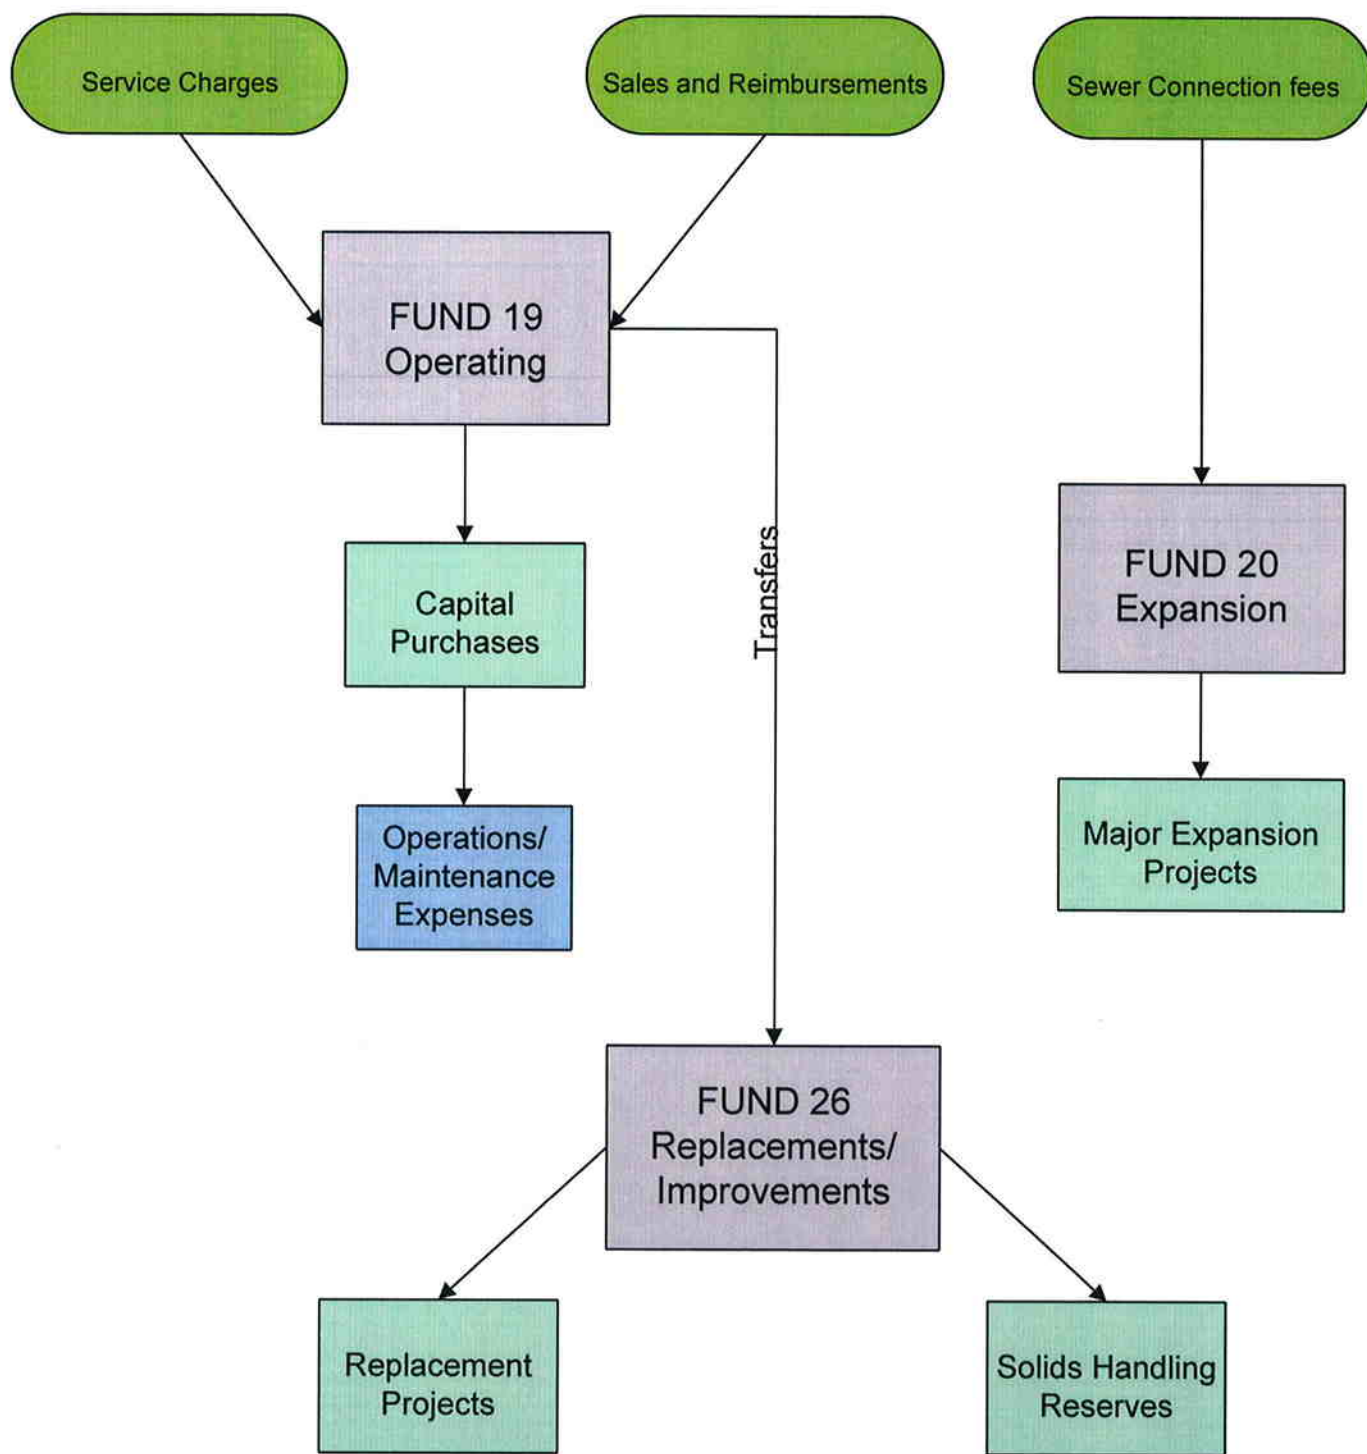 Service Charges
Sales and Reimbursements
Sewer Connection fees
FUND 19
Operating
Transfers
FUND 20
Expansion
Capital
Purchases
Operations/
Maintenance
Expenses
Major Expansion
Projects
FUND 26
Replacements/
Improvements
Replacement
Projects
Solids Handling
Reserves